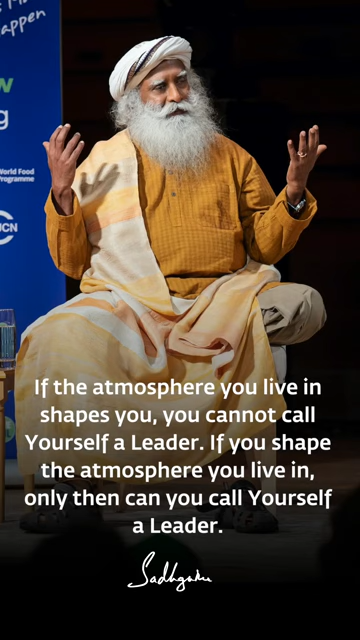 appen
w
g
World Food
Programme
If the atmosphere you live in
shapes you, you cannot call
Yourself a Leader. If you shape
the atmosphere you live in,
only then can you call Yourself
a Leader.
Sadhguru